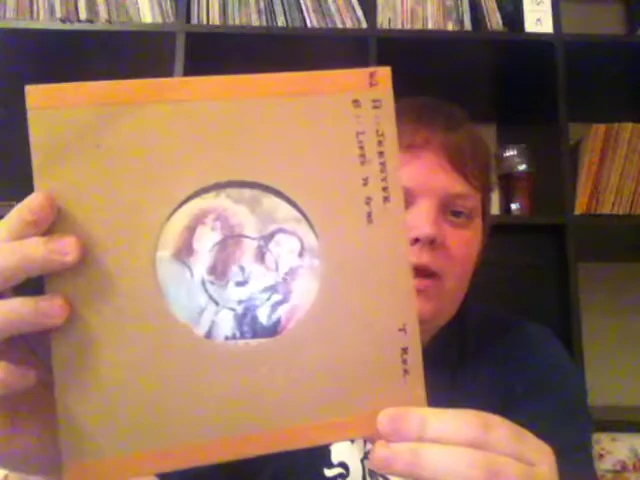 A :- JEEPSTER
B :- LIFE'S A GAS
T REX